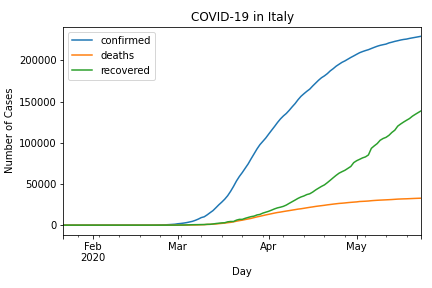 COVID-19 in Italy
confirmed
deaths
recovered
Number of Cases
200000
150000
100000
50000
0
Feb
2020
Mar
Apr
May
Day